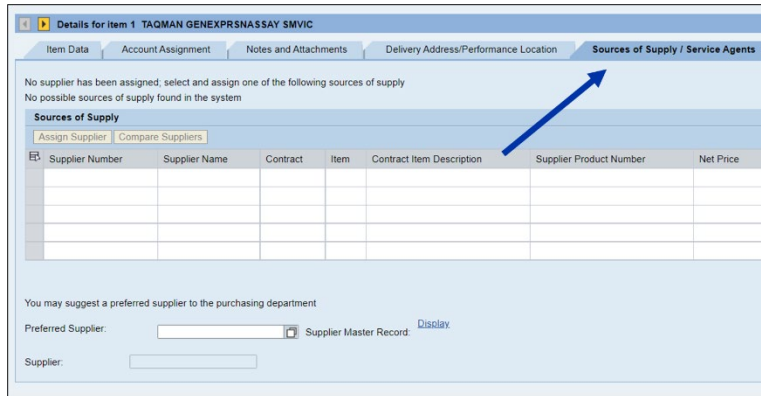 Details for item 1 TAQMAN GENEXPRSNASSAY SMVIC
Item Data Account Assignment Notes and Attachments Delivery Address/Performance Location Sources of Supply / Service Agents
No supplier has been assigned; select and assign one of the following sources of supply
No possible sources of supply found in the system
Sources of Supply
Assign Supplier Compare Suppliers
Supplier Number Supplier Name Contract Item Contract Item Description Supplier Product Number Net Price
You may suggest a preferred supplier to the purchasing department
Preferred Supplier: Supplier Master Record: Display
Supplier: